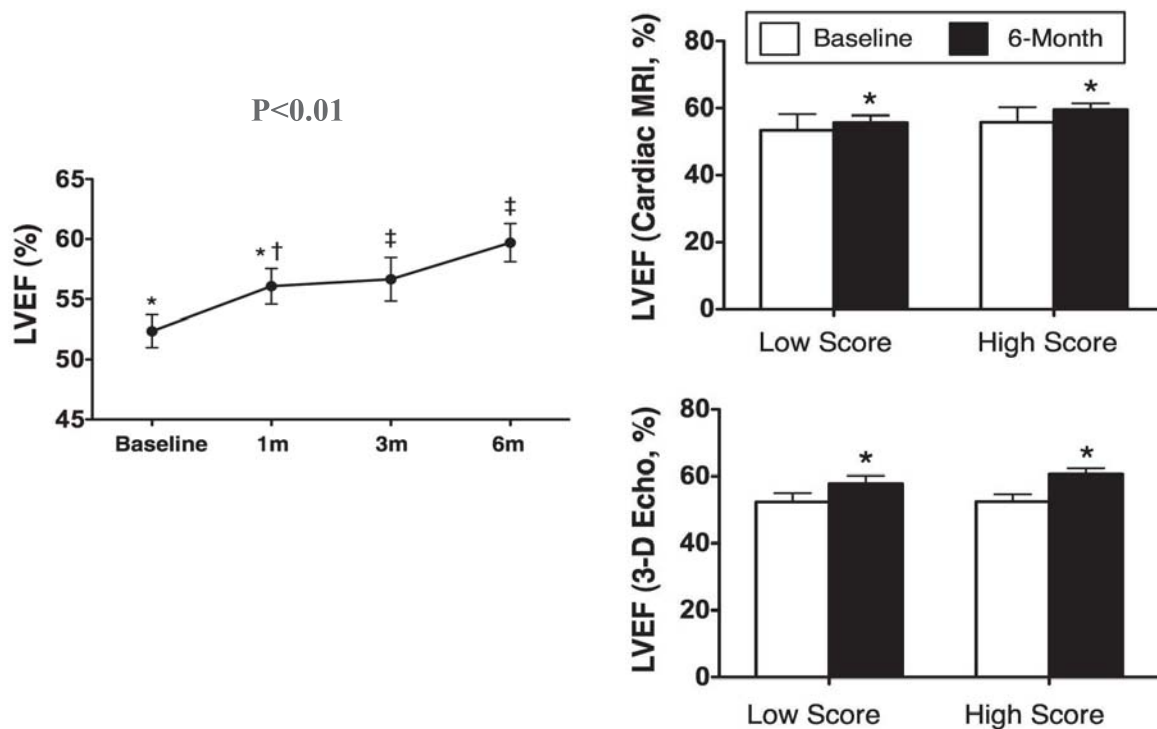 P<0.01
LVEF (%)
65
60
55
50
45
*
* †
‡
‡
Baseline 1m 3m 6m
Baseline 6-Month
LVEF (Cardiac MRI, %)
80
60
40
20
0
* *
Low Score High Score
LVEF (3-D Echo, %)
80
60
40
20
0
* *
Low Score High Score